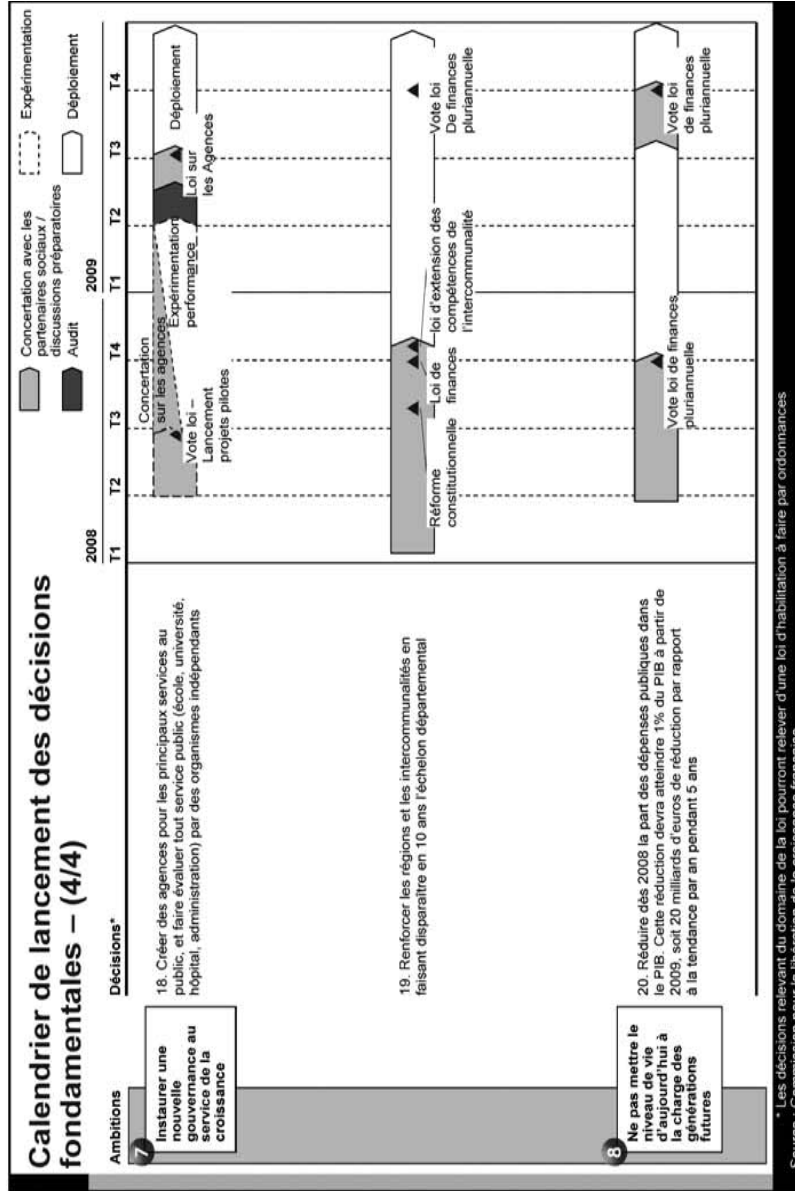 Calendrier de lancement des décisions
fondamentales – (4/4)
Concertation avec les
partenaires sociaux /
discussions préparatoires
Audit
Expérimentation
Déploiement
Ambitions
Décisions*
2008
2009
T1
T2
T3
T4
T1
T2
T3
T4
7
Instaurer une
nouvelle
gouvernance au
service de la
croissance
18. Créer des agences pour les principaux services au
public, et faire évaluer tout service public (école, université,
hôpital, administration) par des organismes indépendants
Concertation
sur les agences
Vote loi –
Lancement
projets pilotes
Expérimentation
performance
Loi sur
les Agences
Déploiement
19. Renforcer les régions et les intercommunalités en
faisant disparaître en 10 ans l'échelon départemental
Réforme
constitutionnelle
Loi de
finances
loi d'extension des
compétences de
l'intercommunalité
Vote loi
De finances
pluriannuelle
8
Ne pas mettre le
niveau de vie
d'aujourd'hui à
la charge des
générations
futures
20. Réduire dès 2008 la part des dépenses publiques dans
le PIB. Cette réduction devra atteindre 1% du PIB à partir de
2009, soit 20 milliards d'euros de réduction par rapport
à la tendance par an pendant 5 ans
Vote loi de finances
pluriannuelle
Vote loi
de finances
pluriannuelle
* Les décisions relevant du domaine de la loi pourront relever d'une loi d'habilitation à faire par ordonnances
Source : Commission pour la libération de la croissance française